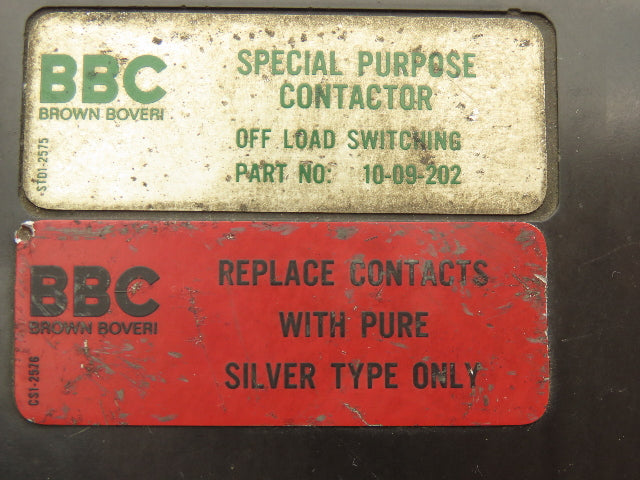 BBC
BROWN BOVERI
STD1-2575
SPECIAL PURPOSE
CONTACTOR
OFF LOAD SWITCHING
PART NO: 10-09-202
BBC
BROWN BOVERI
CS1-2576
REPLACE CONTACTS
WITH PURE
SILVER TYPE ONLY